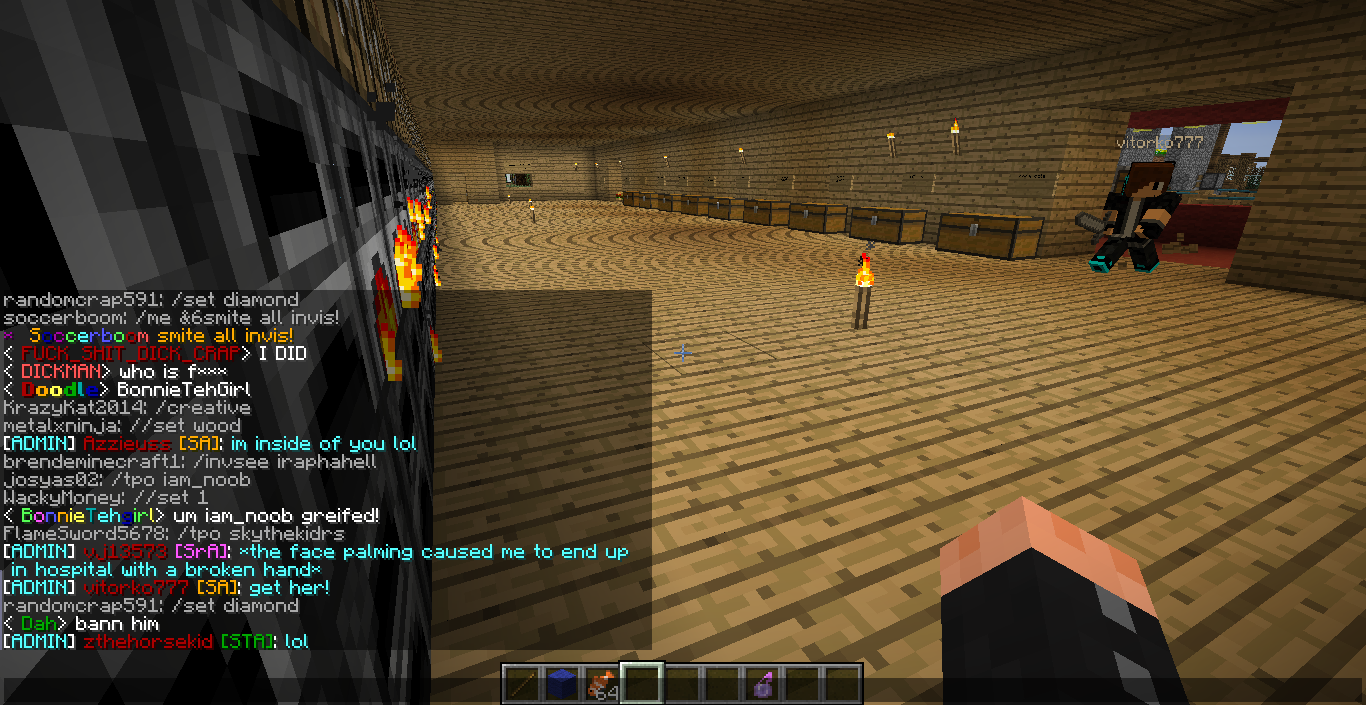 vitorko777
randomcrap591: /set diamond
soccerboom: /me &6smite all invis!
* Soccerboom smite all invis!
< FUCK_SHIT_DICK_CRAP> I DID
< DICKMAN> who is f***
< Doodle> BonnieTehGirl
KrazyKat2014: /creative
metalxninja: //set wood
[ADMIN] Azzieuss [SA]: im inside of you lol
brendeminecraft1: /invsee iraphahell
josyas02: /tpo iam_noob
WackyMoney: //set 1
< BonnieTehgirl> um iam_noob greifed!
FlameSword5678: /tpo skythekidrs
[ADMIN] vj13573 [SrA]: *the face palming caused me to end up
in hospital with a broken hand*
[ADMIN] vitorko777 [SA]: get her!
randomcrap591: /set diamond
< Dah> bann him
[ADMIN] zthehorsekid [STA]: lol
64